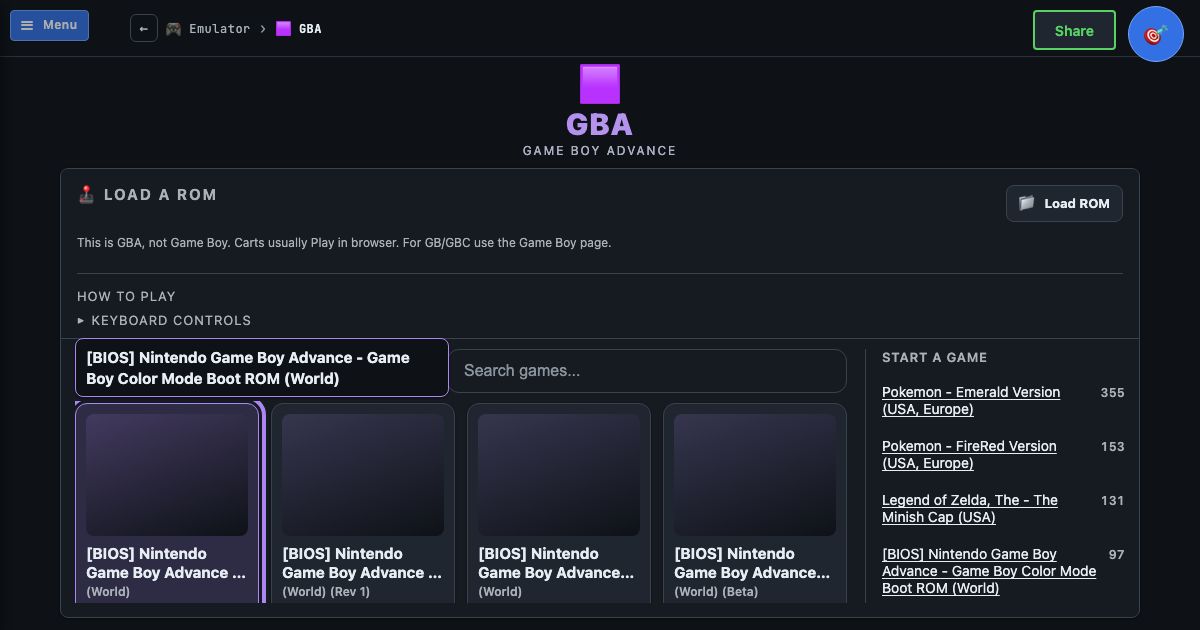 Menu
←
Emulator > GBA
Share
GBA
GAME BOY ADVANCE
LOAD A ROM
Load ROM
This is GBA, not Game Boy. Carts usually Play in browser. For GB/GBC use the Game Boy page.
HOW TO PLAY
▸ KEYBOARD CONTROLS
[BIOS] Nintendo Game Boy Advance - Game
Boy Color Mode Boot ROM (World)
Search games...
[BIOS] Nintendo
Game Boy Advance ...
(World)
[BIOS] Nintendo
Game Boy Advance ...
(World) (Rev 1)
[BIOS] Nintendo
Game Boy Advance...
(World)
[BIOS] Nintendo
Game Boy Advance...
(World) (Beta)
START A GAME
Pokemon - Emerald Version 355
(USA, Europe)
Pokemon - FireRed Version 153
(USA, Europe)
Legend of Zelda, The - The 131
Minish Cap (USA)
[BIOS] Nintendo Game Boy 97
Advance - Game Boy Color Mode
Boot ROM (World)